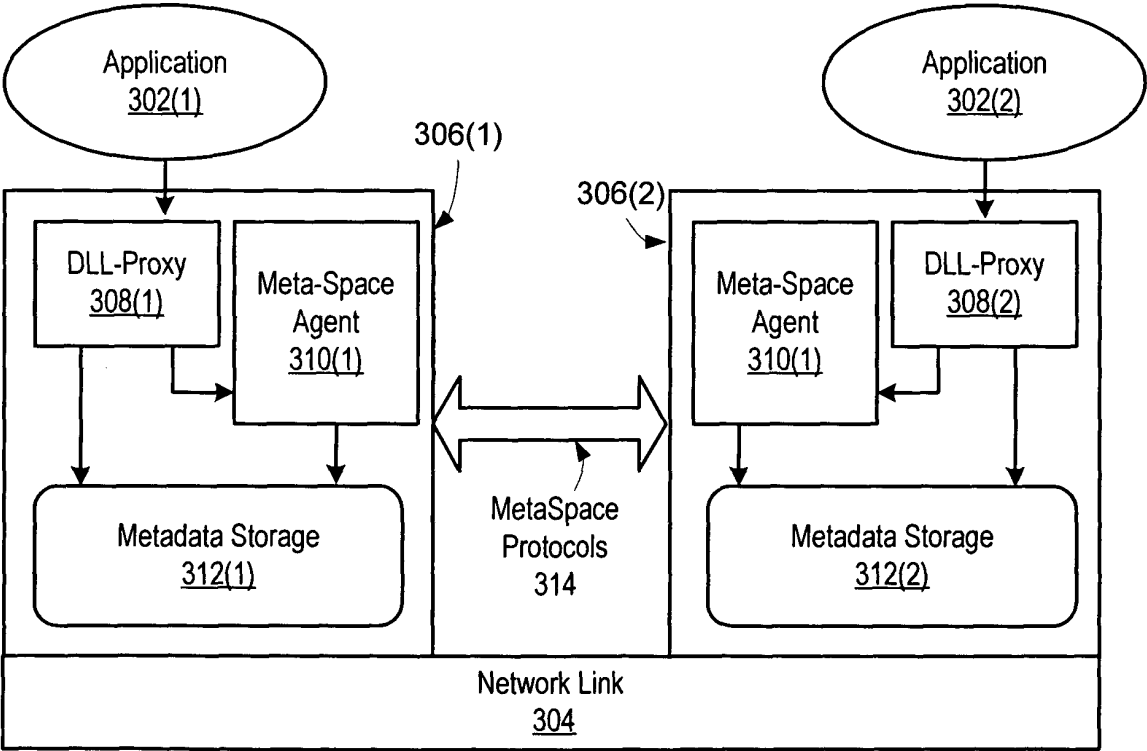 Application
302(1)
Application
302(2)
306(1)
306(2)
DLL-Proxy
308(1)
Meta-Space
Agent
310(1)
Meta-Space
Agent
310(1)
DLL-Proxy
308(2)
MetaSpace
Protocols
314
Metadata Storage
312(1)
Metadata Storage
312(2)
Network Link
304